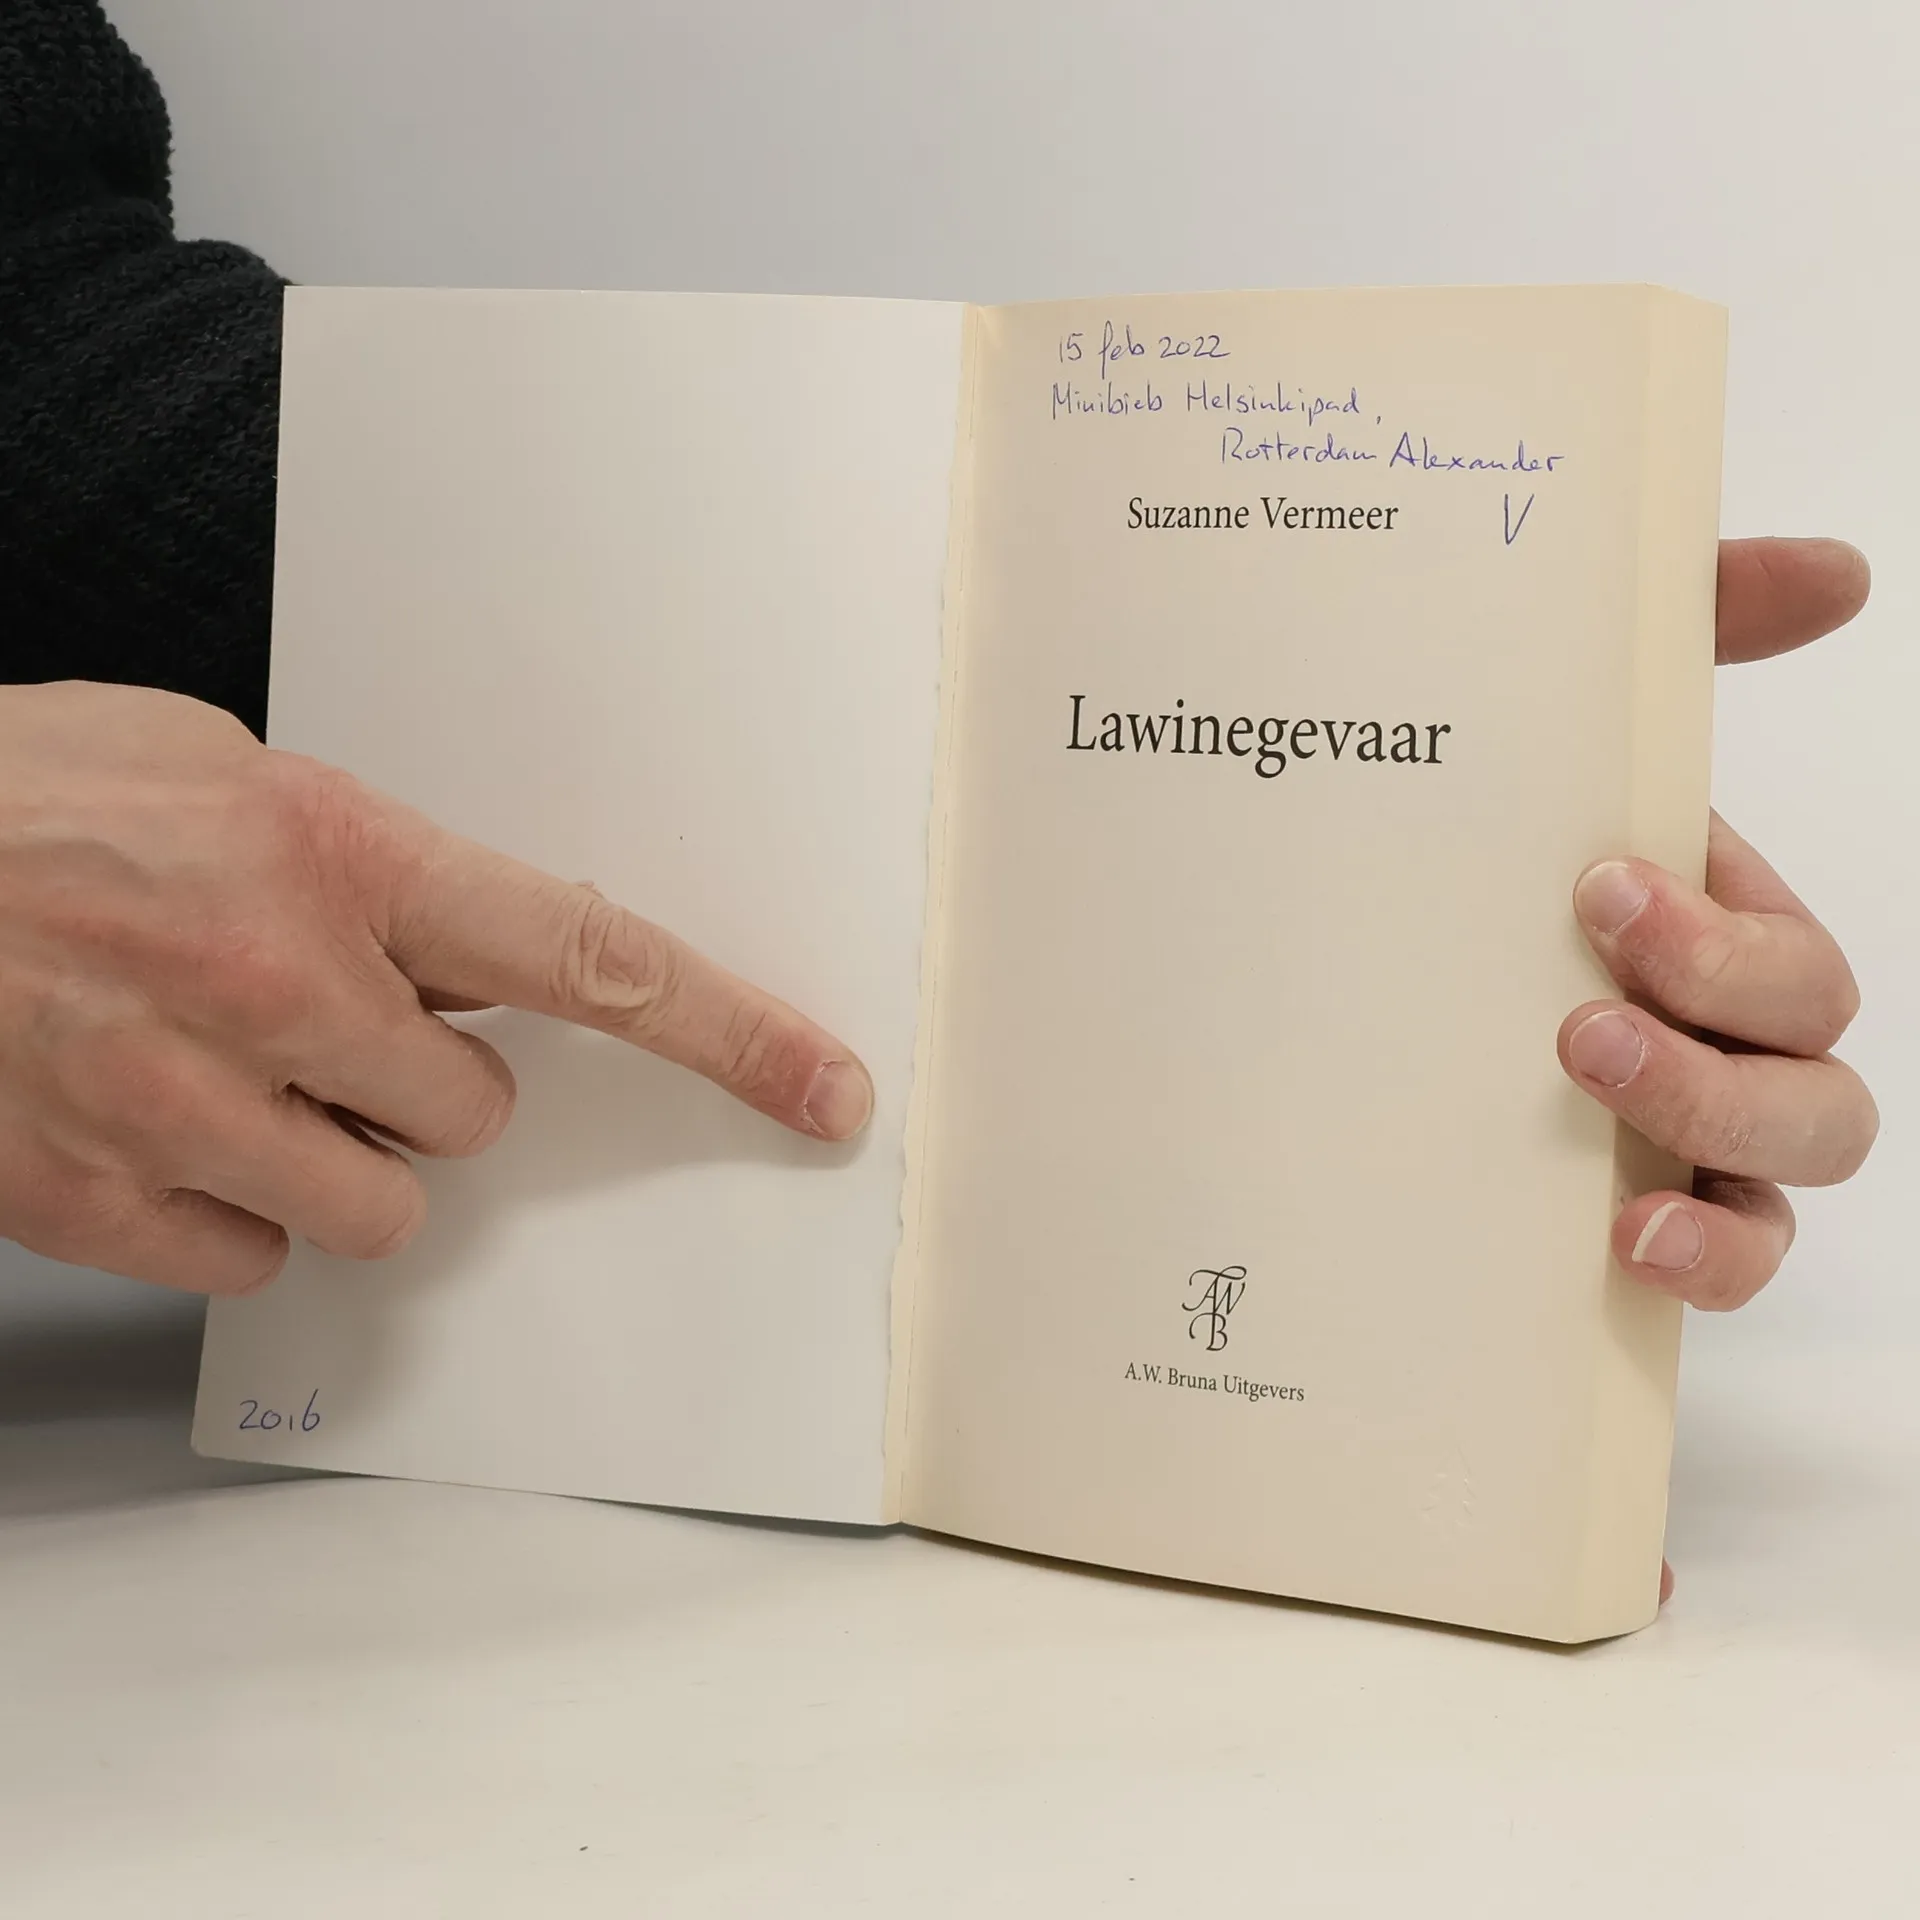 15 feb 2022
Minibieb Helsinkipad,
Rotterdam Alexander
Suzanne Vermeer V
Lawinegevaar
AWB
A.W. Bruna Uitgevers
2016